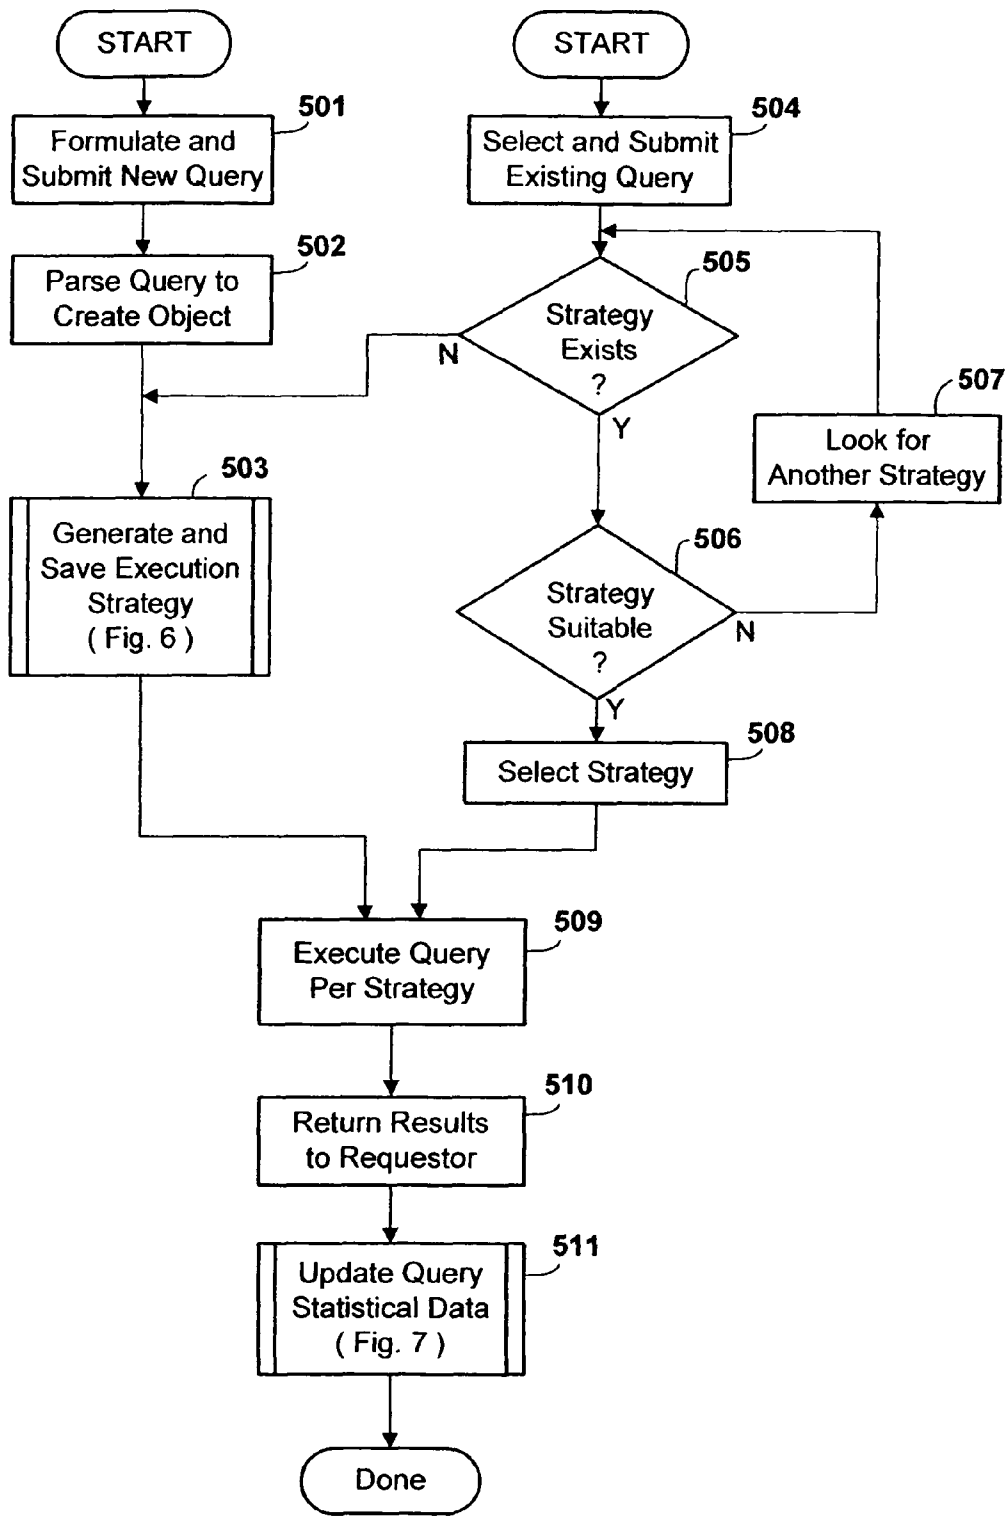 START
START
501
Formulate and
Submit New Query
504
Select and Submit
Existing Query
502
Parse Query to
Create Object
505
Strategy
Exists
?
N
Y
507
Look for
Another Strategy
503
Generate and
Save Execution
Strategy
( Fig. 6 )
506
Strategy
Suitable
?
N
Y
508
Select Strategy
509
Execute Query
Per Strategy
510
Return Results
to Requestor
511
Update Query
Statistical Data
( Fig. 7 )
Done